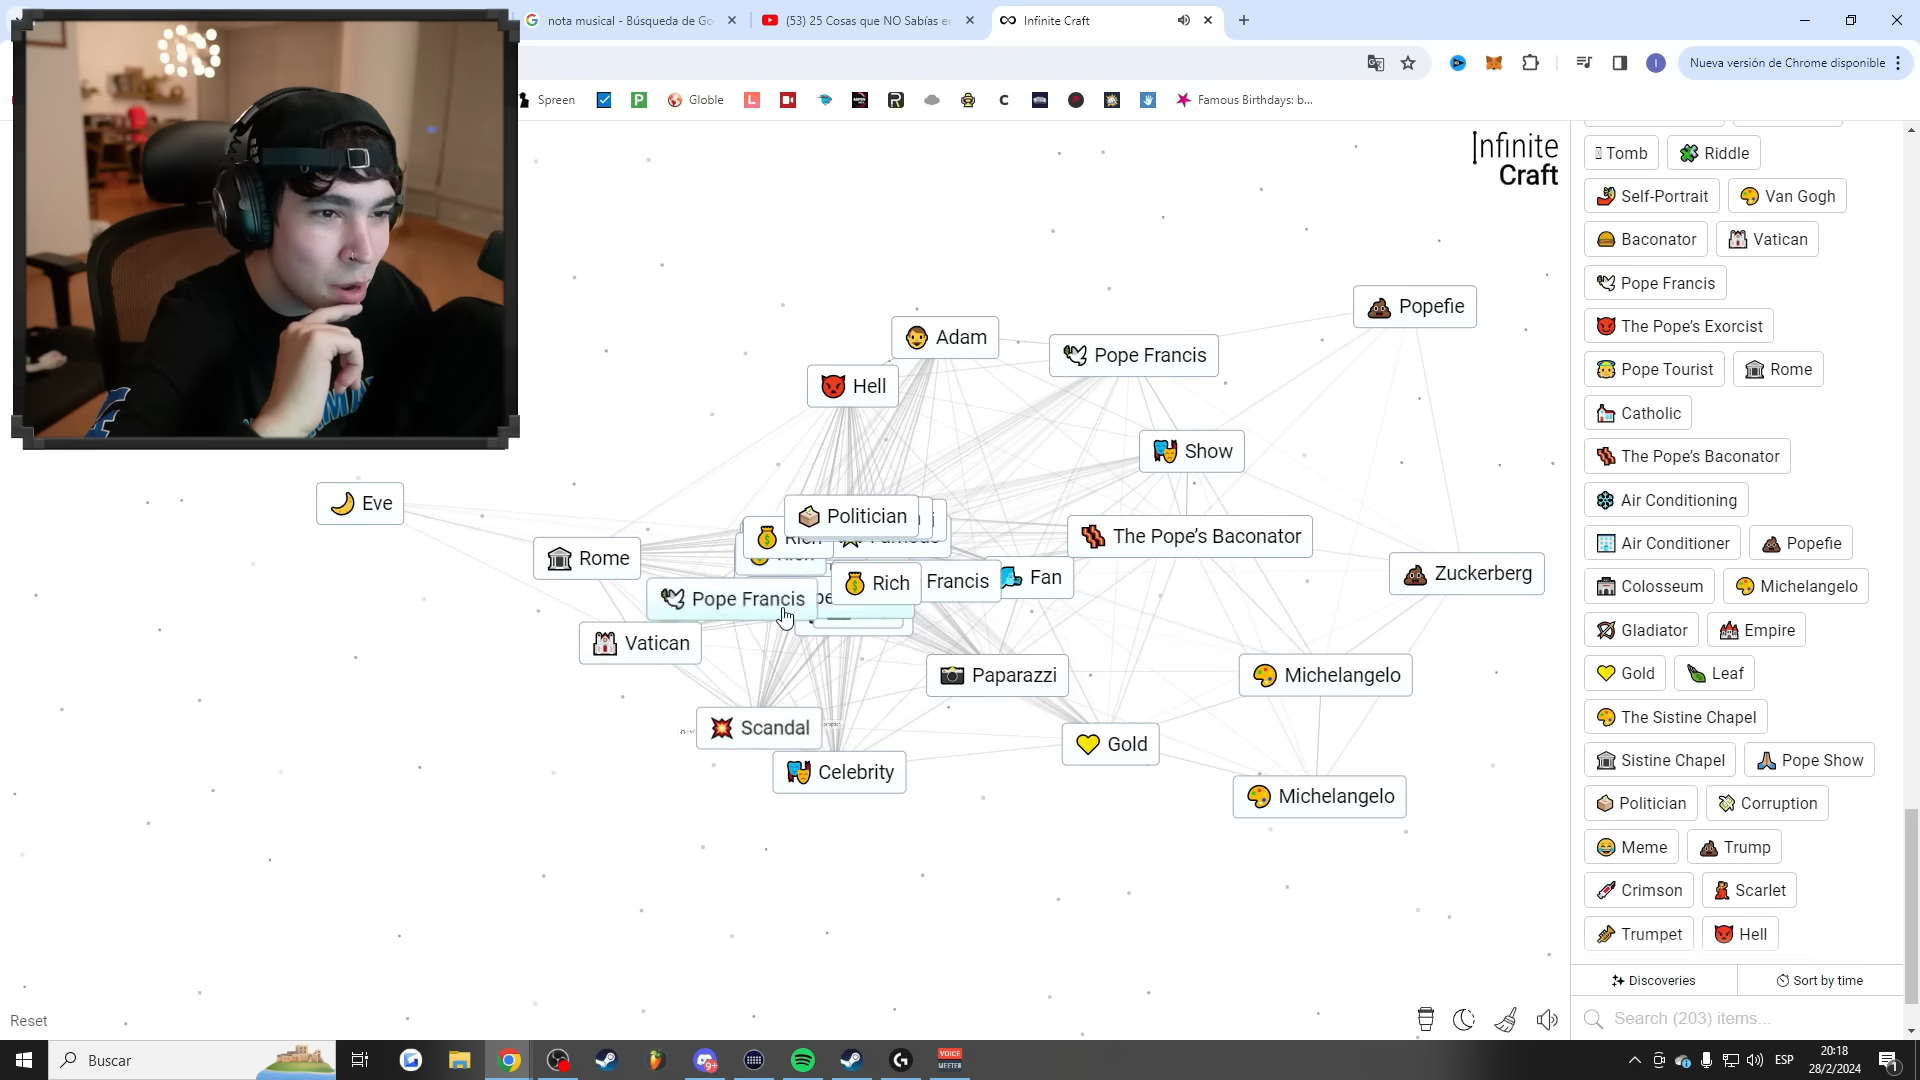 nota musical - Búsqueda de Go
(53) 25 Cosas que NO Sabías e
Infinite Craft
Nueva versión de Chrome disponible
Spreen
Globle
Famous Birthdays: b...
Infinite
Craft
Adam
Pope Francis
Popefie
Hell
Show
Eve
Politician
Rich
Famous
Rome
The Pope's Baconator
Rich
Francis
Fan
Zuckerberg
Pope Francis
Vatican
Paparazzi
Michelangelo
Scandal
Gold
Celebrity
Michelangelo
Reset
Tomb
Riddle
Self-Portrait
Van Gogh
Baconator
Vatican
Pope Francis
The Pope's Exorcist
Pope Tourist
Rome
Catholic
The Pope's Baconator
Air Conditioning
Air Conditioner
Popefie
Colosseum
Michelangelo
Gladiator
Empire
Gold
Leaf
The Sistine Chapel
Sistine Chapel
Pope Show
Politician
Corruption
Meme
Trump
Crimson
Scarlet
Trumpet
Hell
Discoveries
Sort by time
Search (203) items...
Buscar
VOICE
MEETER
ESP
20:18
28/2/2024